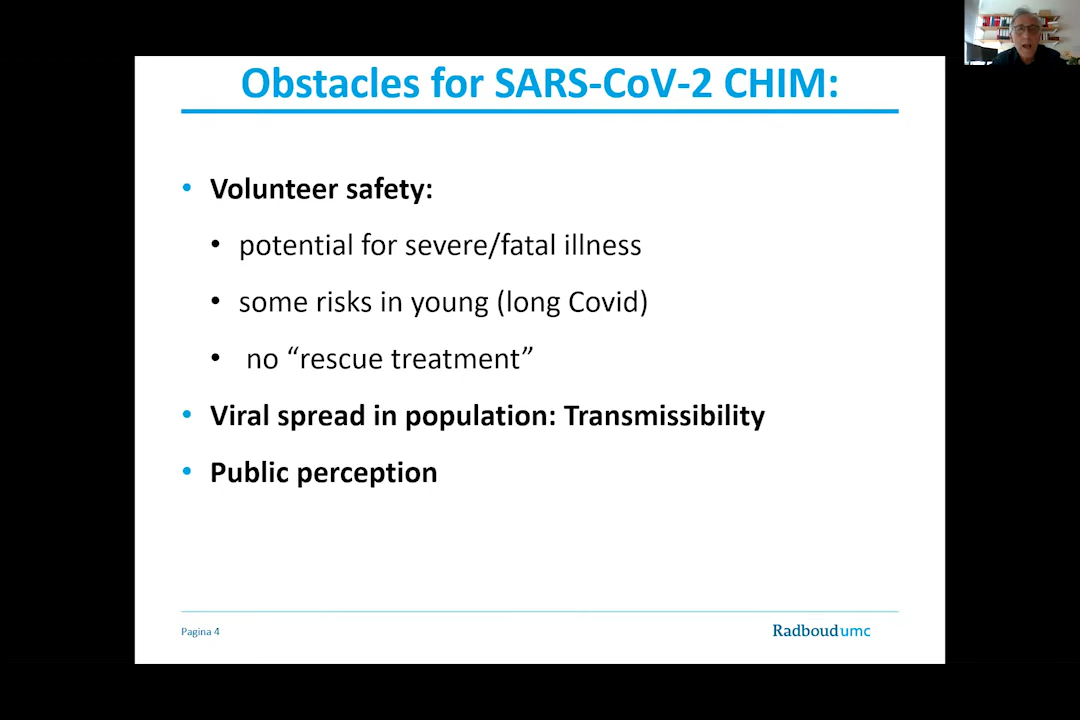 Obstacles for SARS-CoV-2 CHIM:
• Volunteer safety:
• potential for severe/fatal illness
• some risks in young (long Covid)
• no “rescue treatment”
• Viral spread in population: Transmissibility
• Public perception
Pagina 4
Radboudumc